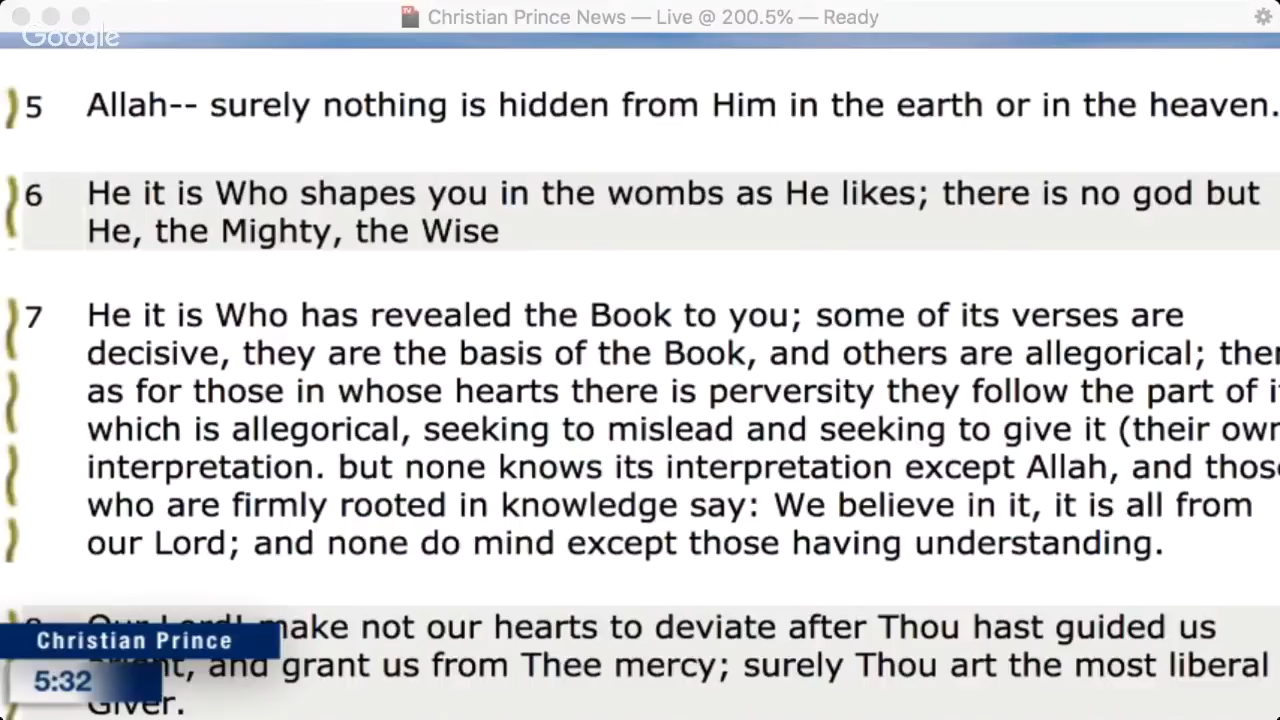 Christian Prince News — Live @ 200.5% — Ready
Google
5 Allah-- surely nothing is hidden from Him in the earth or in the heaven.
6 He it is Who shapes you in the wombs as He likes; there is no god but
He, the Mighty, the Wise
7 He it is Who has revealed the Book to you; some of its verses are
decisive, they are the basis of the Book, and others are allegorical;
as for those in whose hearts there is perversity they follow the part of
which is allegorical, seeking to mislead and seeking to give it (their own
interpretation. but none knows its interpretation except Allah, and
who are firmly rooted in knowledge say: We believe in it, it is all from
our Lord; and none do mind except those having understanding.
Our Lord! make not our hearts to deviate after Thou hast guided us
and grant us from Thee mercy; surely Thou art the most liberal
Giver.
Christian Prince
5:32